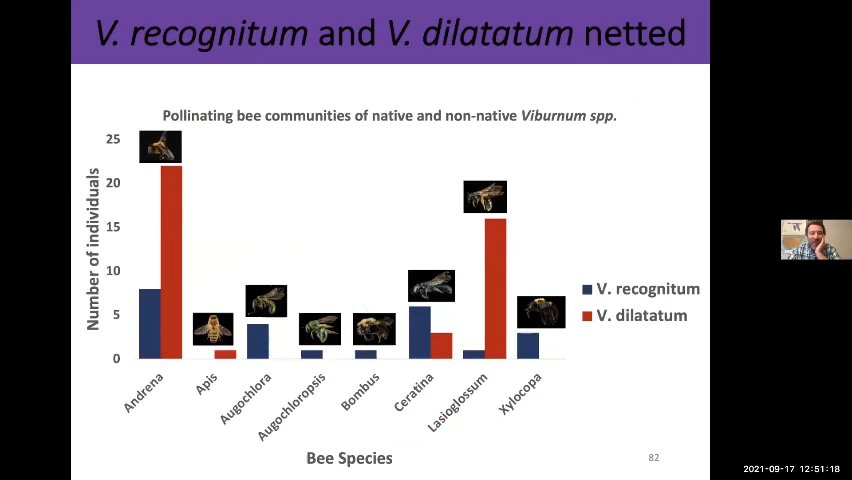 V. recognitum and V. dilatatum netted
Pollinating bee communities of native and non-native Viburnum spp.
Number of individuals
25
20
15
10
5
0
Andrena
Apis
Augochlora
Augochloropsis
Bombus
Ceratina
Lasioglossum
Xylocopa
Bee Species
V. recognitum
V. dilatatum
82
2021-09-17 12:51:18